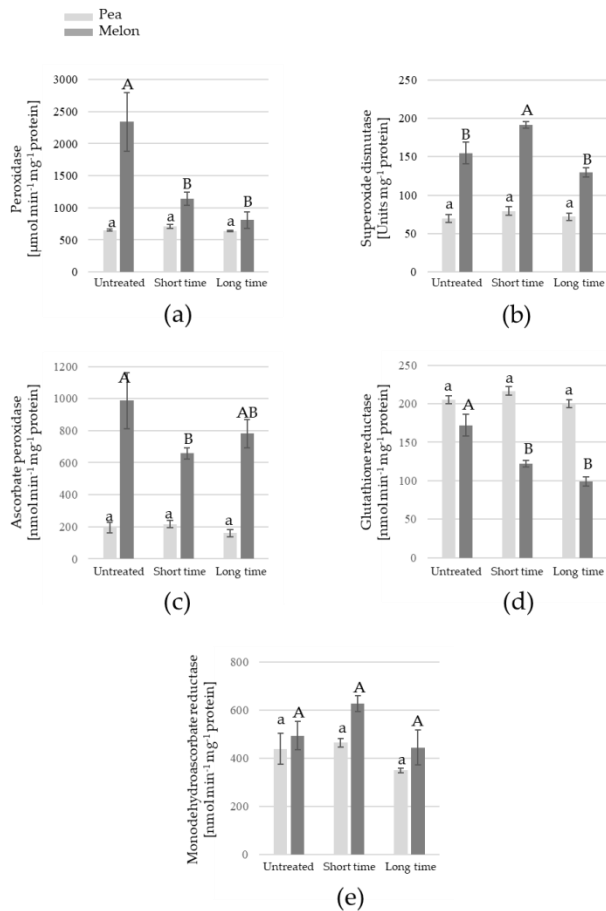 Pea
Melon
Peroxidase
[µmol min⁻¹ mg⁻¹ protein]
3000
2500
2000
1500
1000
500
0
a
A
a
B
a
B
Untreated
Short time
Long time
(a)
Superoxide dismutase
[Units mg⁻¹ protein]
250
200
150
100
50
0
a
B
a
A
a
B
Untreated
Short time
Long time
(b)
Ascorbate peroxidase
[nmol min⁻¹ mg⁻¹ protein]
1200
1000
800
600
400
200
0
a
A
a
B
a
AB
Untreated
Short time
Long time
(c)
Glutathione reductase
[nmol min⁻¹ mg⁻¹ protein]
250
200
150
100
50
0
a
A
a
B
a
B
Untreated
Short time
Long time
(d)
Monodehydroascorbate reductase
[nmol min⁻¹ mg⁻¹ protein]
800
600
400
200
0
a
A
a
A
a
A
Untreated
Short time
Long time
(e)